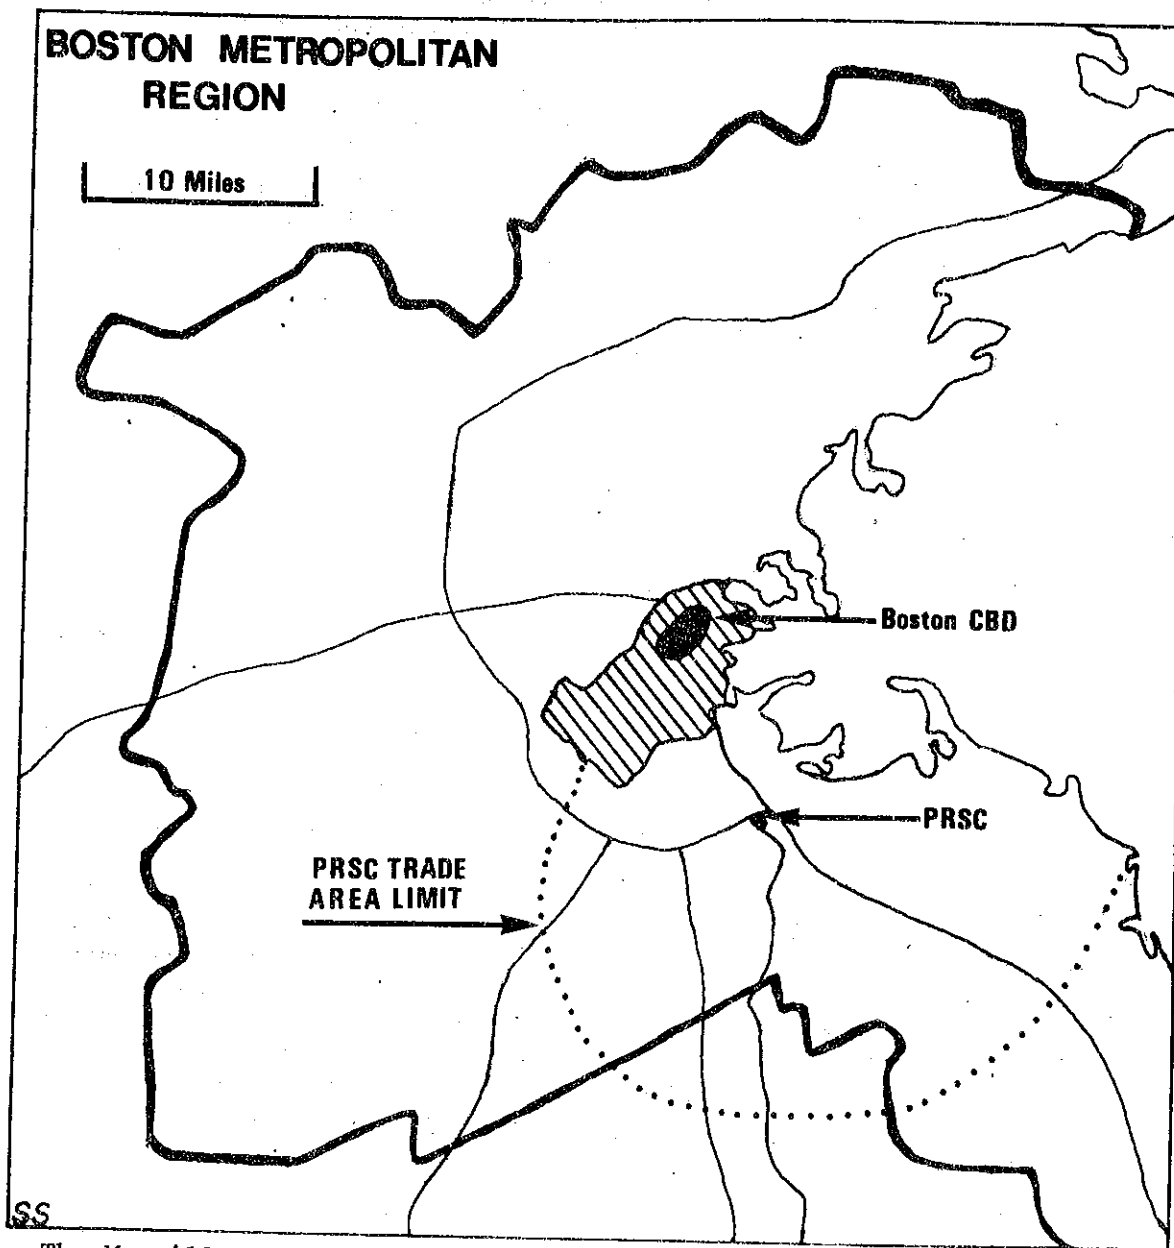 BOSTON METROPOLITAN
REGION
10 Miles
Boston CBD
PRSC
PRSC TRADE
AREA LIMIT
SS